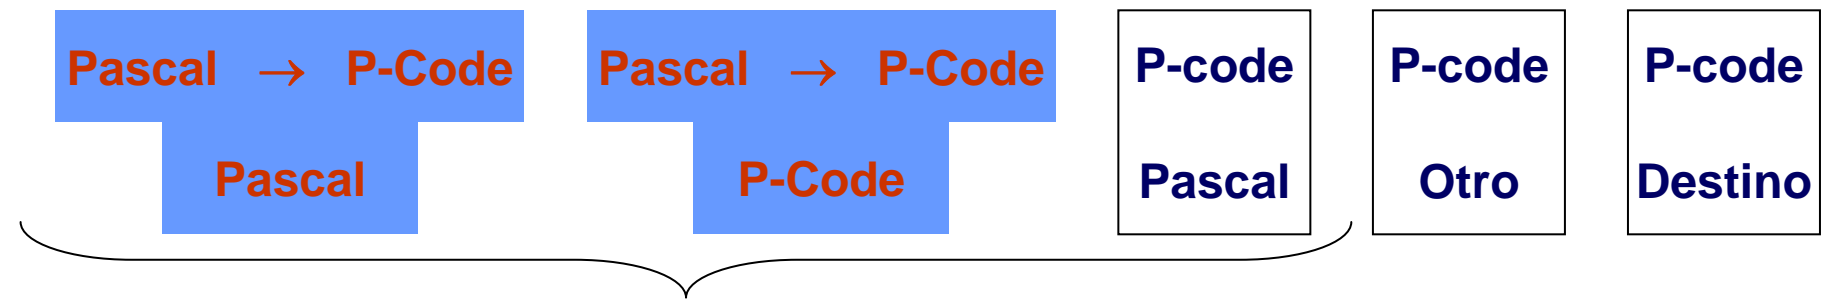 Pascal → P-Code
Pascal
Pascal → P-Code
P-Code
P-code
Pascal
P-code
Otro
P-code
Destino